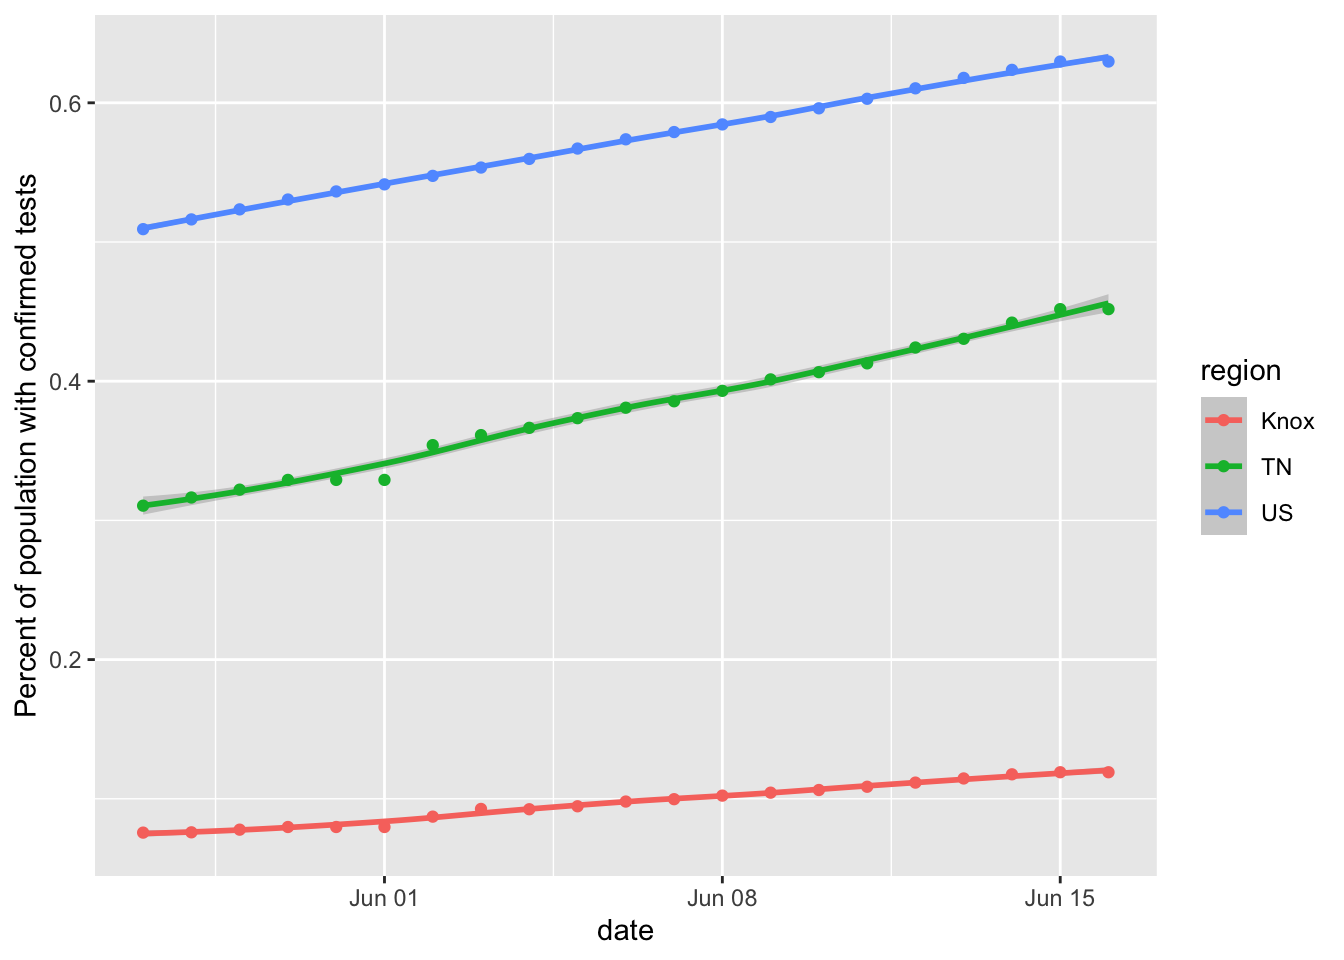 Percent of population with confirmed tests
0.6
0.4
0.2
Jun 01
Jun 08
Jun 15
date
region
Knox
TN
US